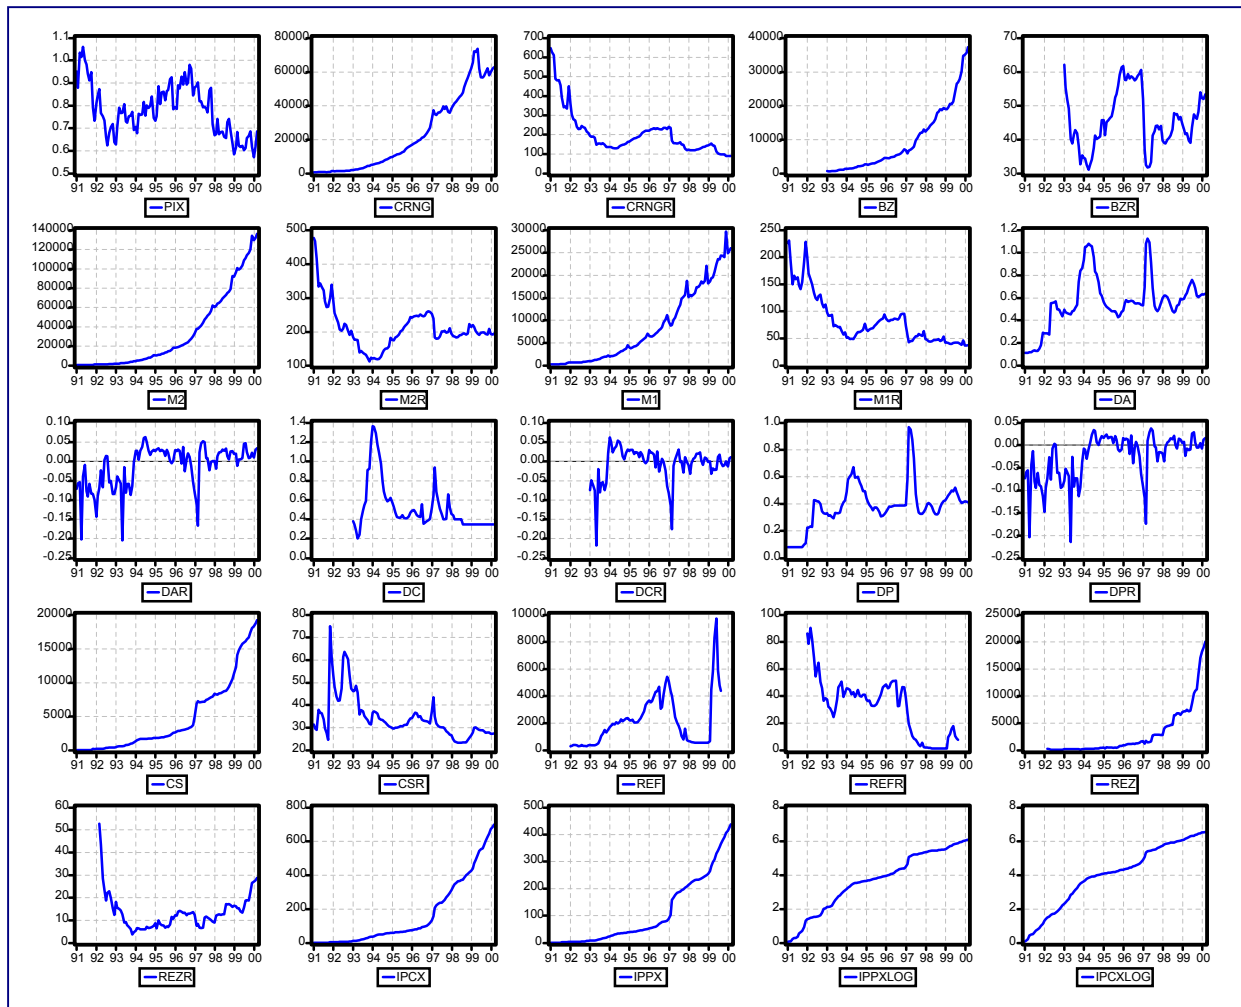 1.1 80000 700 40000 70
1.0 600
0.9 60000 500 30000 60
0.8 40000 400 20000 50
0.7 300
0.6 20000 200 10000 40
0.5 0 100 0 30
0
91 92 93 94 95 96 97 98 99 00 91 92 93 94 95 96 97 98 99 00 91 92 93 94 95 96 97 98 99 00 91 92 93 94 95 96 97 98 99 00 91 92 93 94 95 96 97 98 99 00
PIX CRNG CRNGR BZ BZR
140000 500 30000 250 1.2
120000 400 25000 200 1.0
100000 20000 150 0.8
80000 300 15000 0.6
60000 10000 100 0.4
40000 200 5000 50 0.2
20000 100 0 0 0.0
0
91 92 93 94 95 96 97 98 99 00 91 92 93 94 95 96 97 98 99 00 91 92 93 94 95 96 97 98 99 00 91 92 93 94 95 96 97 98 99 00 91 92 93 94 95 96 97 98 99 00
M2 M2R M1 M1R DA
0.10 1.4 0.10 1.0 0.05
0.05 1.2 0.05 0.8 0.00
0.00 1.0 0.00 -0.05
-0.05 0.8 -0.05 0.6 -0.10
-0.10 0.6 -0.10 0.4 -0.15
-0.15 0.4 -0.15 0.2 -0.20
-0.20 0.2 -0.20 0.0 -0.25
-0.25 0.0 -0.25
91 92 93 94 95 96 97 98 99 00 91 92 93 94 95 96 97 98 99 00 91 92 93 94 95 96 97 98 99 00 91 92 93 94 95 96 97 98 99 00 91 92 93 94 95 96 97 98 99 00
DAR DC DCR DP DPR
20000 80 10000 100 25000
15000 70 8000 80 20000
10000 60 6000 60 15000
5000 50 4000 40 10000
0 40 2000 20 5000
30 0 0 0
20
91 92 93 94 95 96 97 98 99 00 91 92 93 94 95 96 97 98 99 00 91 92 93 94 95 96 97 98 99 00 91 92 93 94 95 96 97 98 99 00 91 92 93 94 95 96 97 98 99 00
CS CSR REF REFR REZ
60 800 500 8 8
50 600 400 6 6
40 400 300 4 4
30 200 200 2 2
20 0 100 0 0
10 0
0
91 92 93 94 95 96 97 98 99 00 91 92 93 94 95 96 97 98 99 00 91 92 93 94 95 96 97 98 99 00 91 92 93 94 95 96 97 98 99 00 91 92 93 94 95 96 97 98 99 00
REZR IPCX IPPX IPPXLOG IPCXLOG